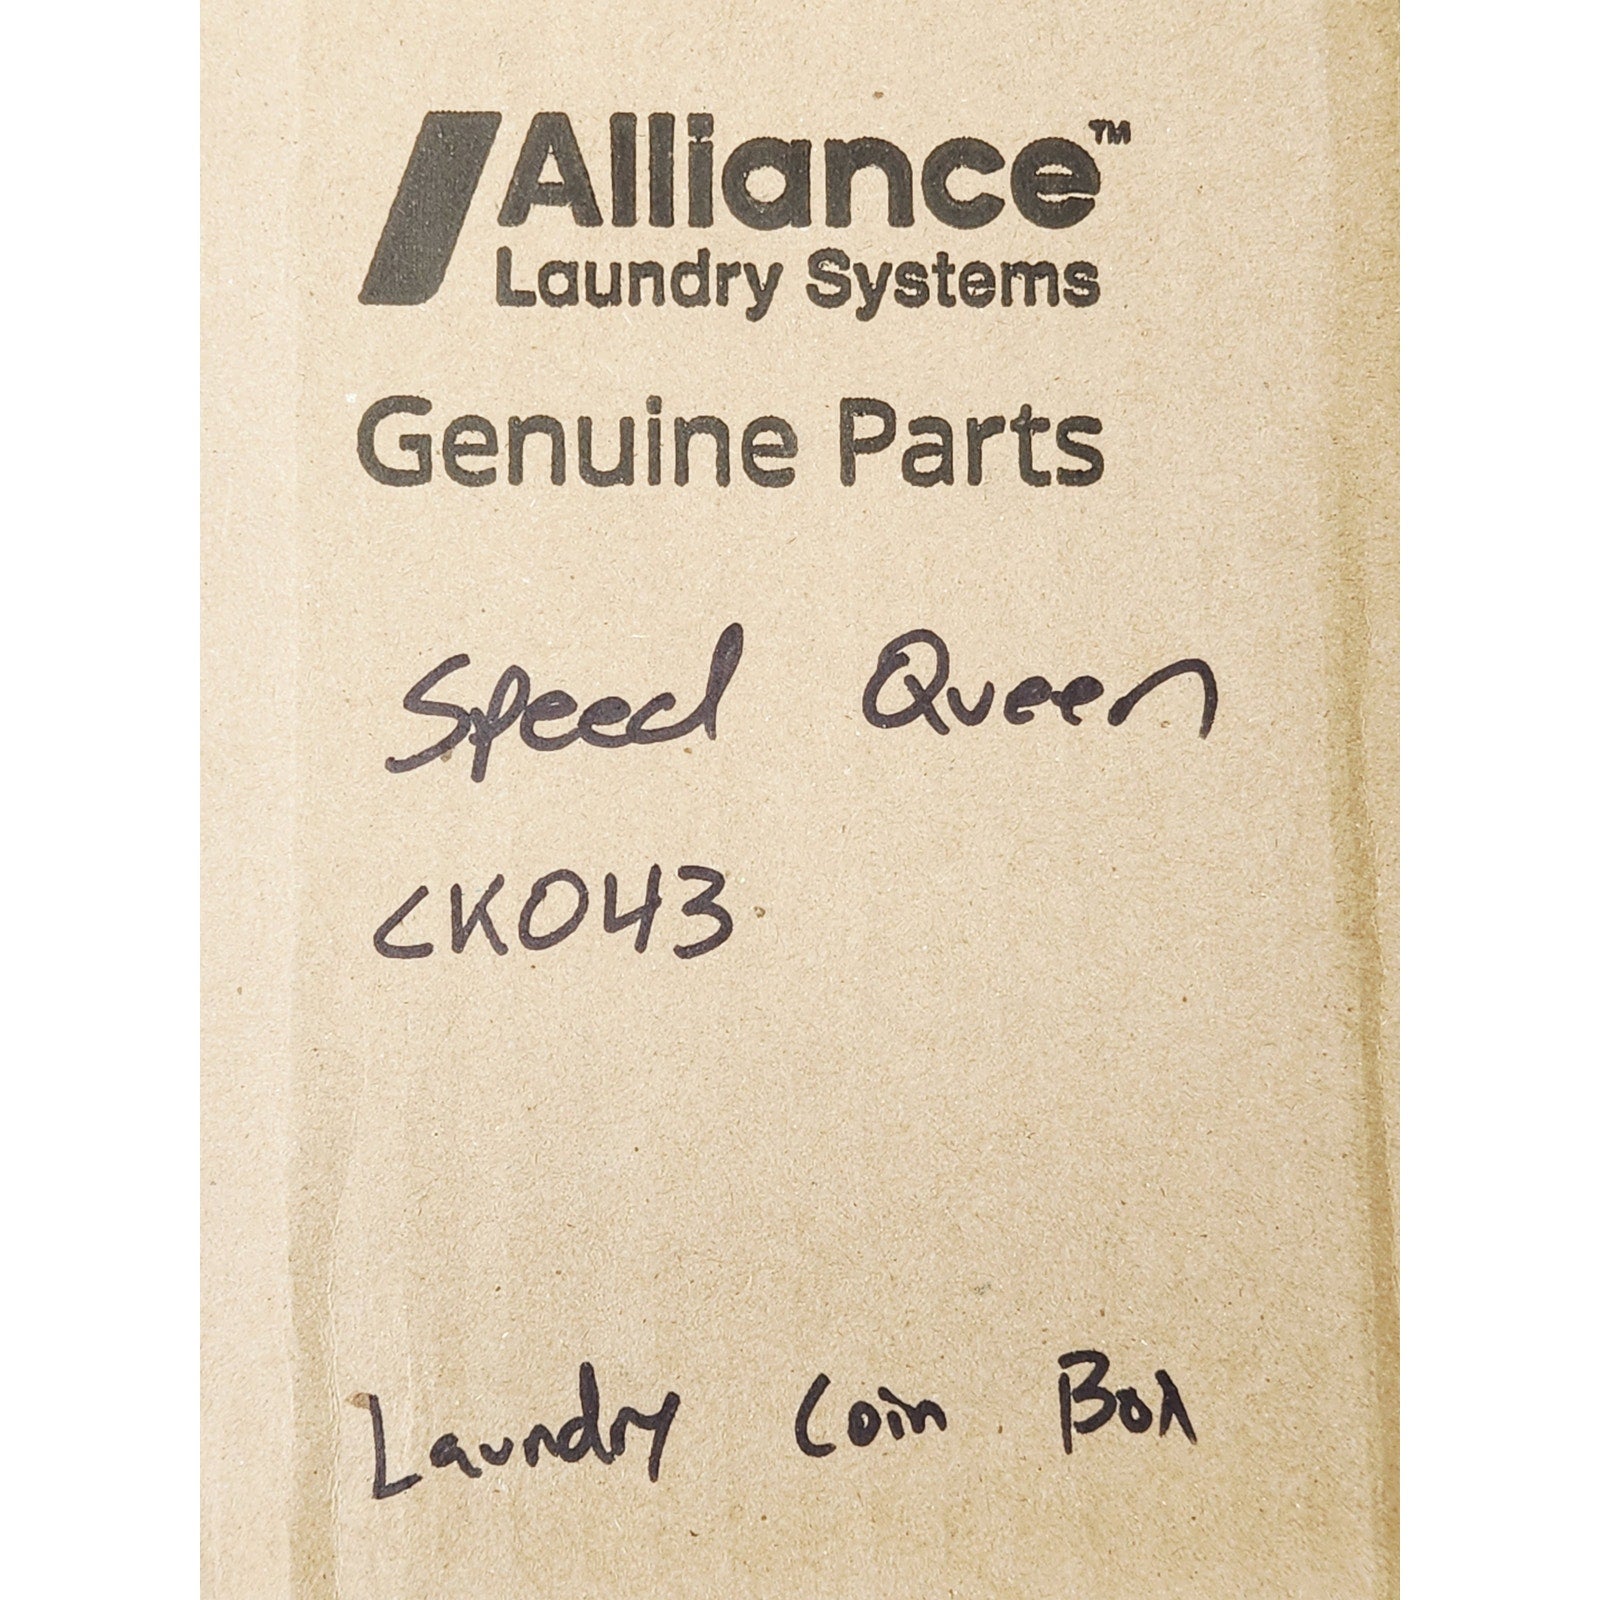 Alliance™
Laundry Systems
Genuine Parts
Speed Queen
CK043
Laundry Coin Box